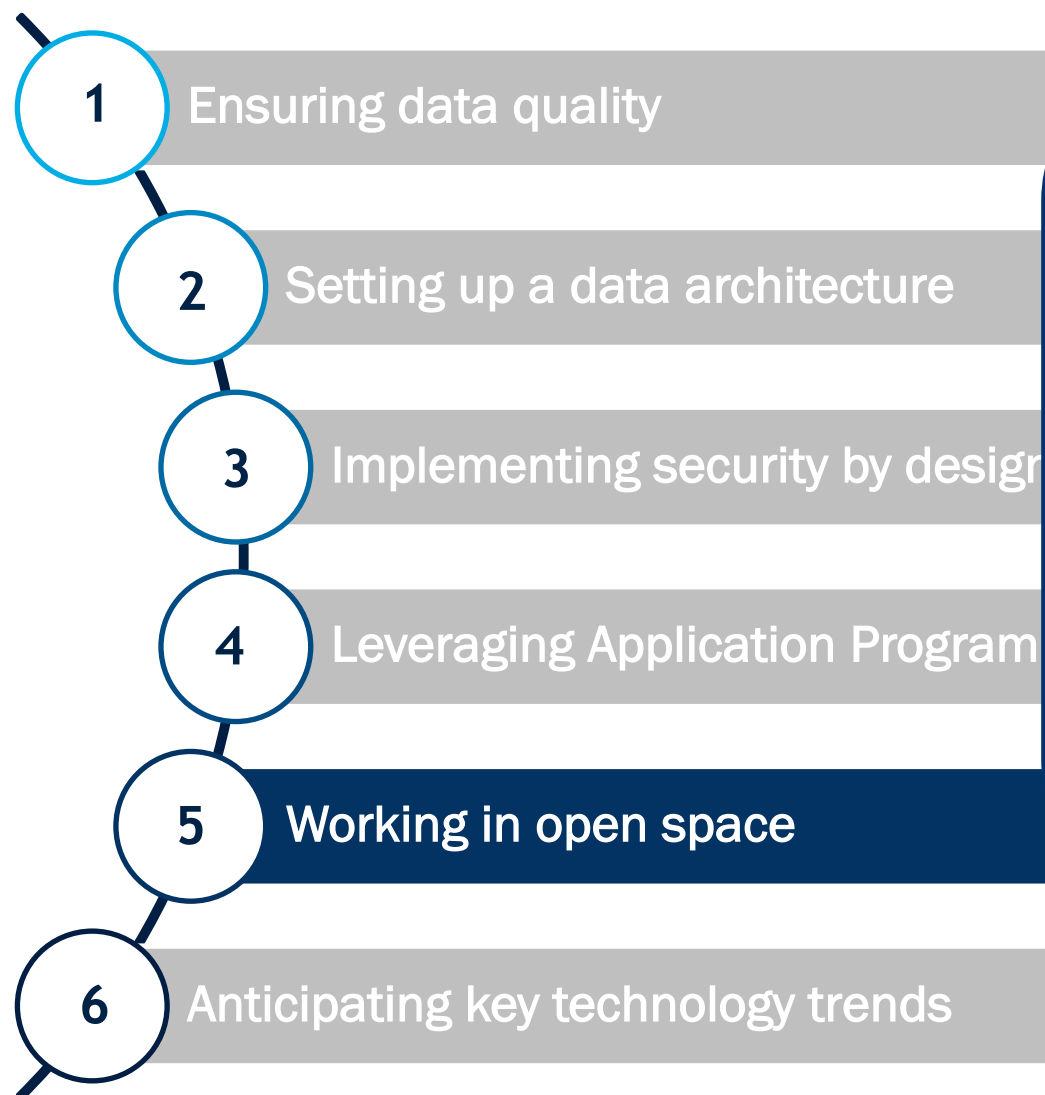 1 Ensuring data quality
2 Setting up a data architecture
3 Implementing security by design
4 Leveraging Application Program
5 Working in open space
6 Anticipating key technology trends